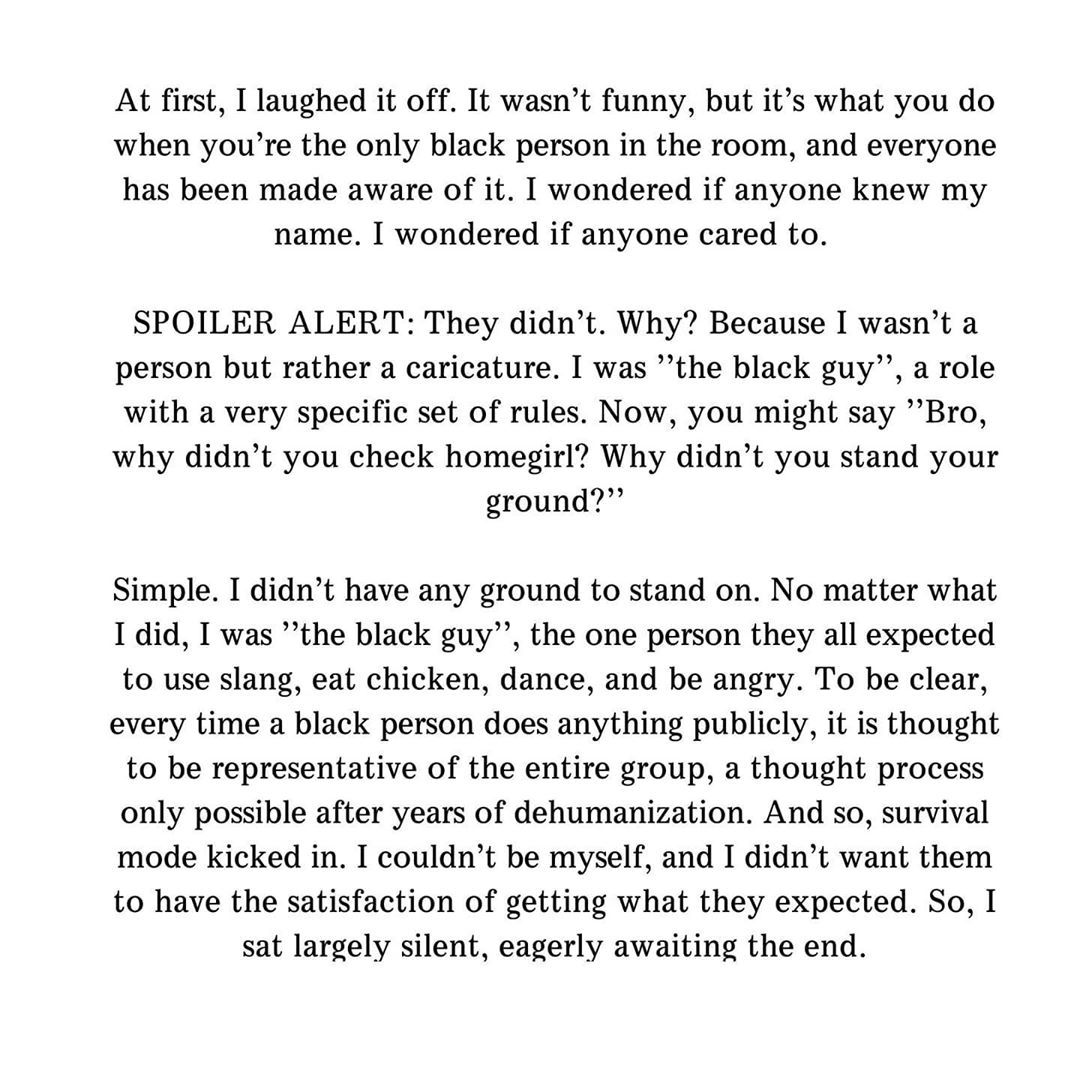 At first, I laughed it off. It wasn’t funny, but it’s what you do
when you’re the only black person in the room, and everyone
has been made aware of it. I wondered if anyone knew my
name. I wondered if anyone cared to.
SPOILER ALERT: They didn’t. Why? Because I wasn’t a
person but rather a caricature. I was ’’the black guy’’, a role
with a very specific set of rules. Now, you might say ’’Bro,
why didn’t you check homegirl? Why didn’t you stand your
ground?’’
Simple. I didn’t have any ground to stand on. No matter what
I did, I was ’’the black guy’’, the one person they all expected
to use slang, eat chicken, dance, and be angry. To be clear,
every time a black person does anything publicly, it is thought
to be representative of the entire group, a thought process
only possible after years of dehumanization. And so, survival
mode kicked in. I couldn’t be myself, and I didn’t want them
to have the satisfaction of getting what they expected. So, I
sat largely silent, eagerly awaiting the end.